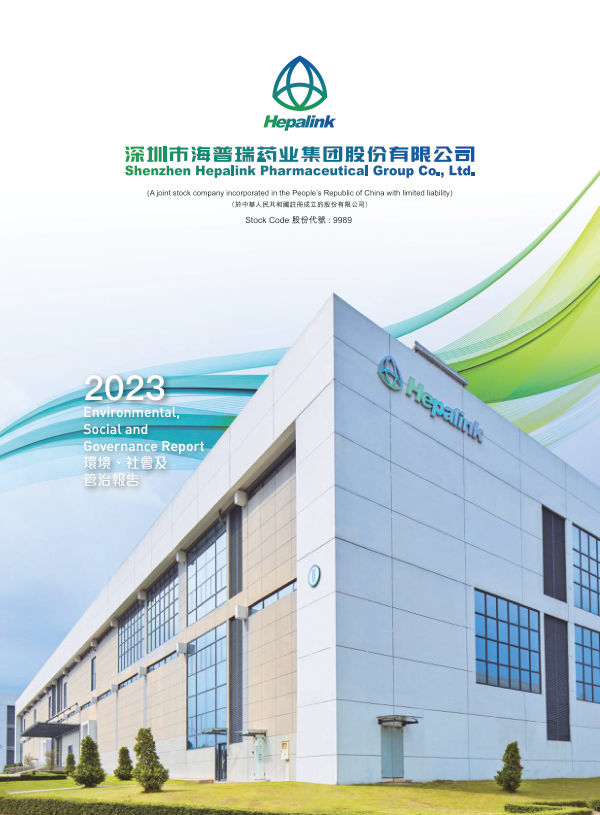 Hepalink
深圳市海普瑞药业集团股份有限公司
Shenzhen Hepalink Pharmaceutical Group Co., Ltd.
(A joint stock company incorporated in the People's Republic of China with limited liability)
（於中華人民共和國註冊成立的股份有限公司）
Stock Code 股份代號 : 9989
Hepalink
2023
Environmental,
Social and
Governance Report
環境、社會及
管治報告